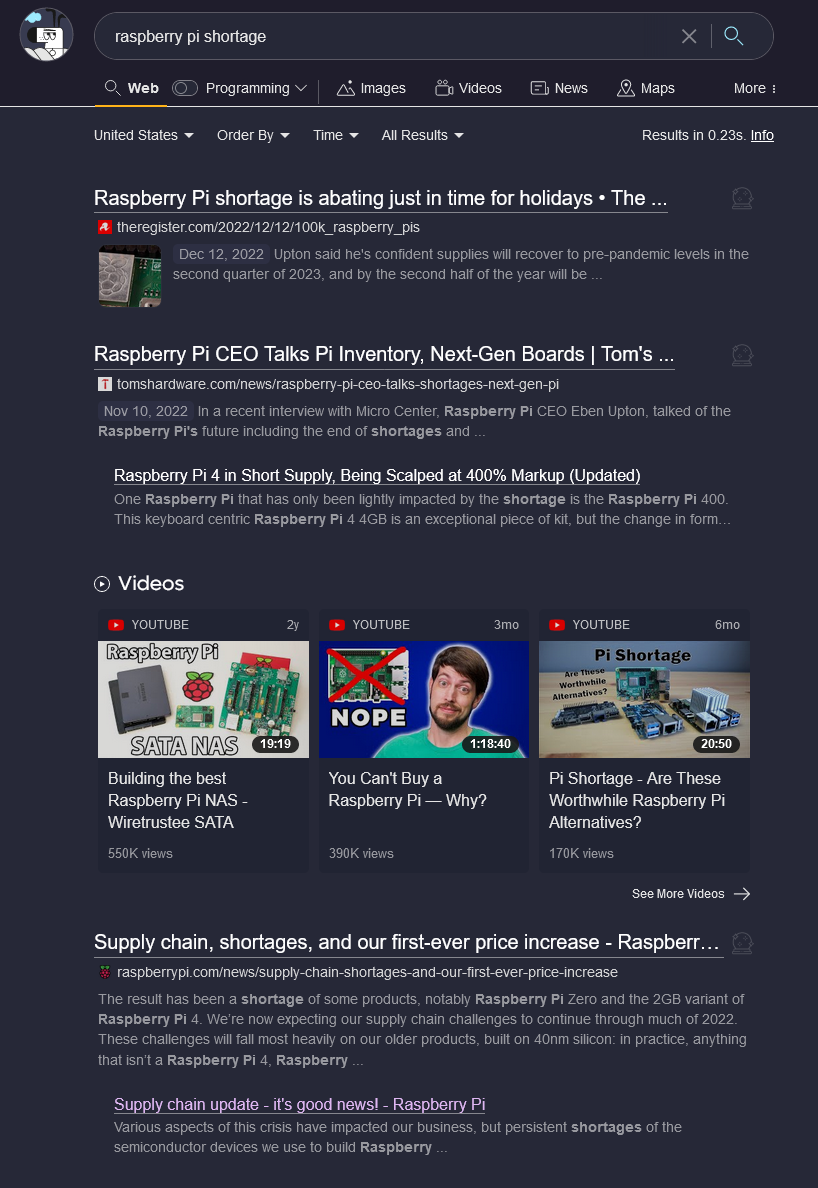 raspberry pi shortage
Web Programming Images Videos News Maps More
United States Order By Time All Results Results in 0.23s. Info
Raspberry Pi shortage is abating just in time for holidays • The ...
theregister.com/2022/12/12/100k_raspberry_pis
Dec 12, 2022 Upton said he's confident supplies will recover to pre-pandemic levels in the
second quarter of 2023, and by the second half of the year will be ...
Raspberry Pi CEO Talks Pi Inventory, Next-Gen Boards | Tom's ...
tomshardware.com/news/raspberry-pi-ceo-talks-shortages-next-gen-pi
Nov 10, 2022 In a recent interview with Micro Center, Raspberry Pi CEO Eben Upton, talked of the
Raspberry Pi's future including the end of shortages and ...
Raspberry Pi 4 in Short Supply, Being Scalped at 400% Markup (Updated)
One Raspberry Pi that has only been lightly impacted by the shortage is the Raspberry Pi 400.
This keyboard centric Raspberry Pi 4 4GB is an exceptional piece of kit, but the change in form...
Videos
YOUTUBE 2y
Raspberry Pi
SATA NAS
19:19
Building the best
Raspberry Pi NAS -
Wiretrustee SATA
550K views
YOUTUBE 3mo
NOPE
1:18:40
You Can't Buy a
Raspberry Pi — Why?
390K views
YOUTUBE 6mo
Pi Shortage
Are These
Worthwhile
Alternatives?
20:50
Pi Shortage - Are These
Worthwhile Raspberry Pi
Alternatives?
170K views
See More Videos
Supply chain, shortages, and our first-ever price increase - Raspberr...
raspberrypi.com/news/supply-chain-shortages-and-our-first-ever-price-increase
The result has been a shortage of some products, notably Raspberry Pi Zero and the 2GB variant of
Raspberry Pi 4. We're now expecting our supply chain challenges to continue through much of 2022.
These challenges will fall most heavily on our older products, built on 40nm silicon: in practice, anything
that isn't a Raspberry Pi 4, Raspberry ...
Supply chain update - it's good news! - Raspberry Pi
Various aspects of this crisis have impacted our business, but persistent shortages of the
semiconductor devices we use to build Raspberry ...